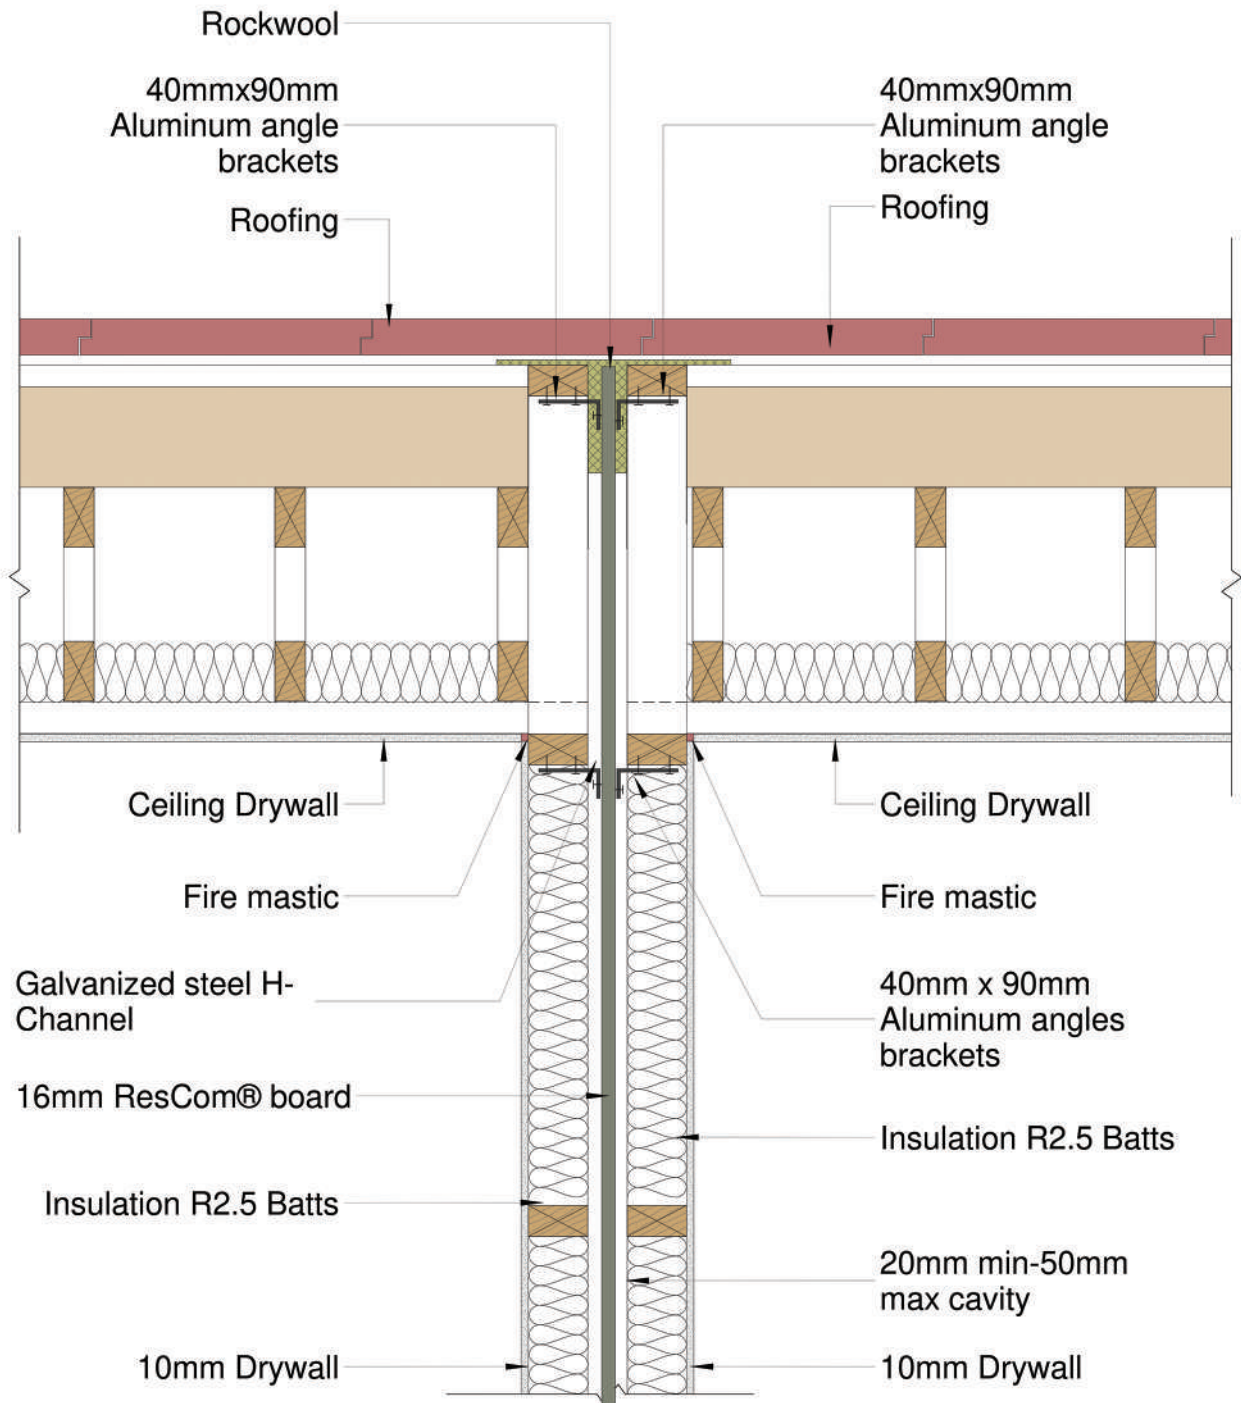 Rockwool
40mmx90mm
Aluminum angle
brackets
40mmx90mm
Aluminum angle
brackets
Roofing
Roofing
Ceiling Drywall
Ceiling Drywall
Fire mastic
Fire mastic
Galvanized steel H-
Channel
40mm x 90mm
Aluminum angles
brackets
16mm ResCom® board
Insulation R2.5 Batts
Insulation R2.5 Batts
20mm min-50mm
max cavity
10mm Drywall
10mm Drywall